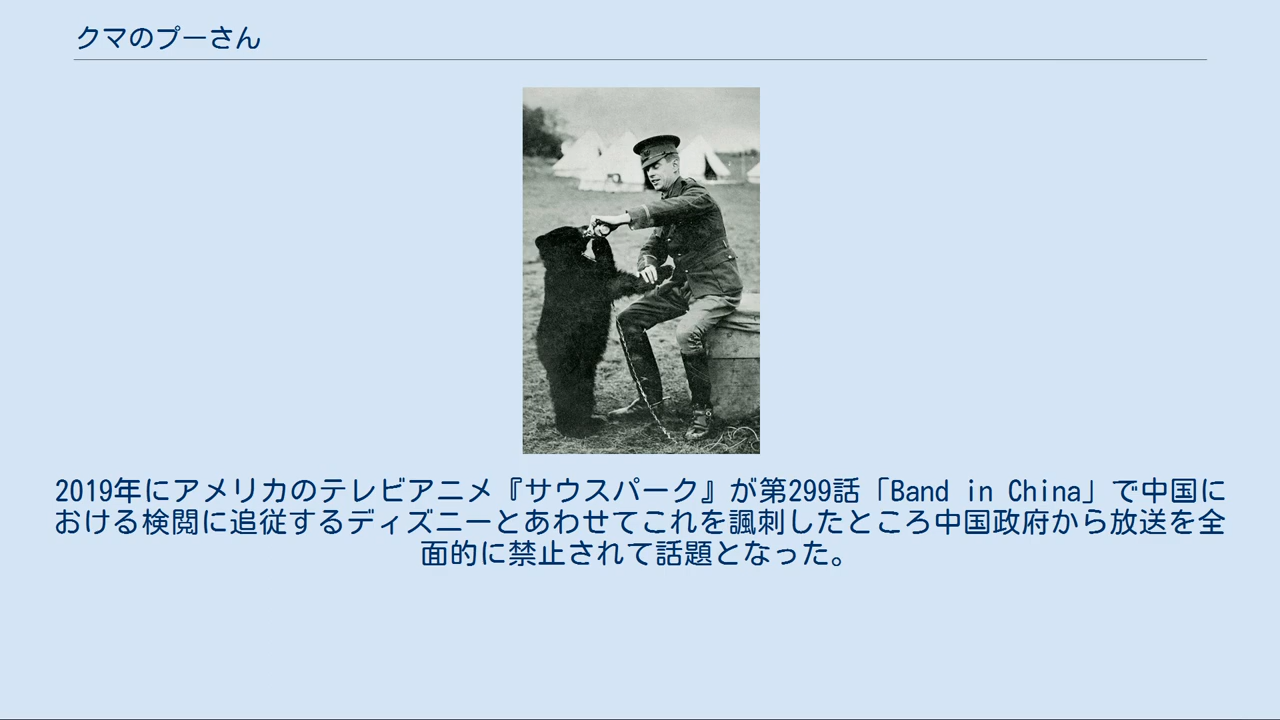 クマのプーさん
2019年にアメリカのテレビアニメ『サウスパーク』が第299話「Band in China」で中国に
おける検閲に追従するディズニーとあわせてこれを諷刺したところ中国政府から放送を全
面的に禁止されて話題となった。